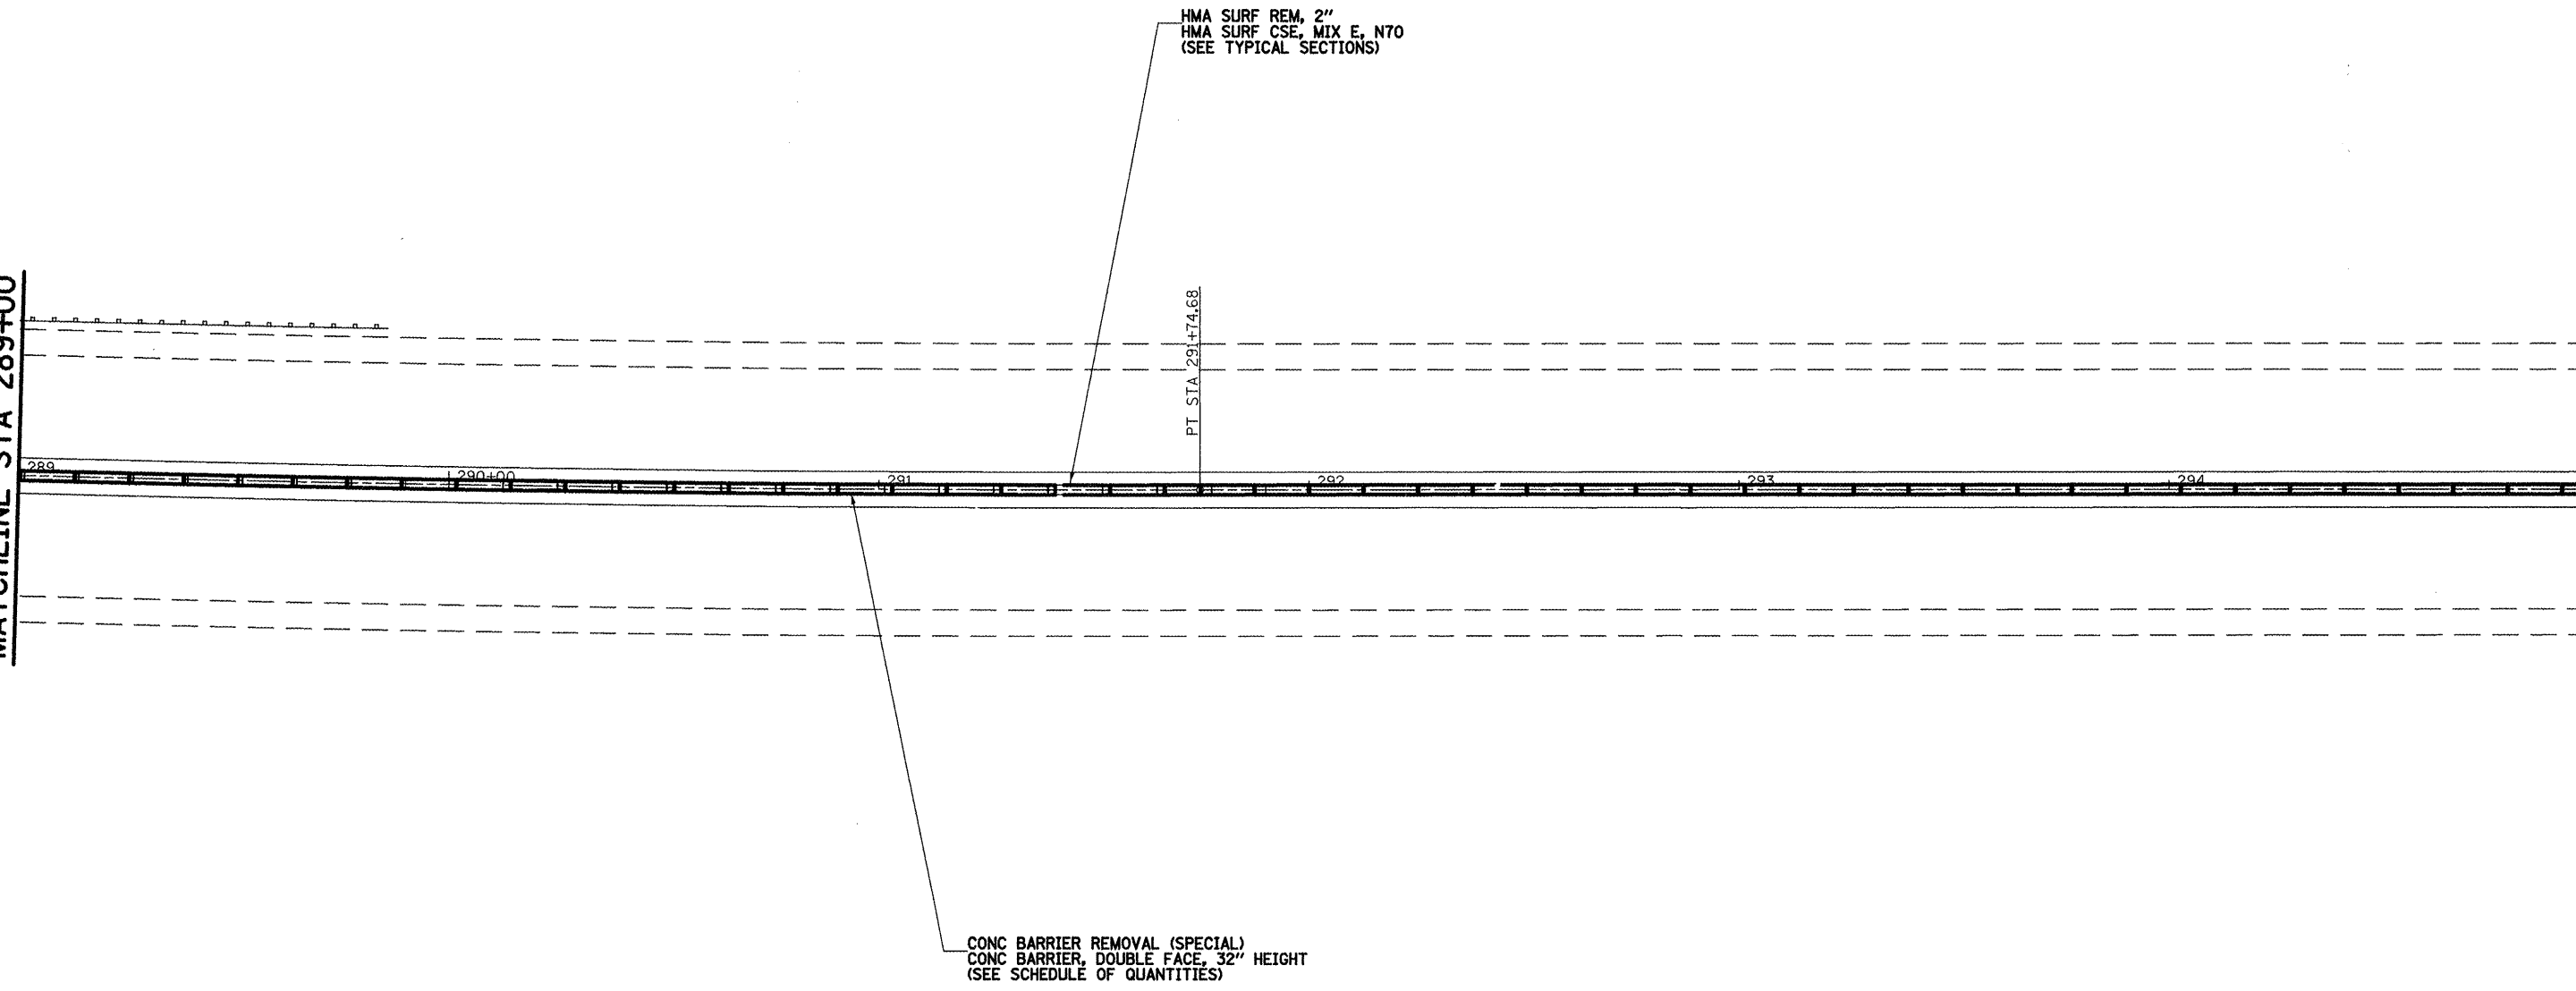 HMA SURF REM, 2"
HMA SURF CSE, MIX E, N70
(SEE TYPICAL SECTIONS)
MATCHLINE STA 289+00
PT STA 291+74.68
289
290+00
291
292
293
294
CONC BARRIER REMOVAL (SPECIAL)
CONC BARRIER, DOUBLE FACE, 32" HEIGHT
(SEE SCHEDULE OF QUANTITIES)